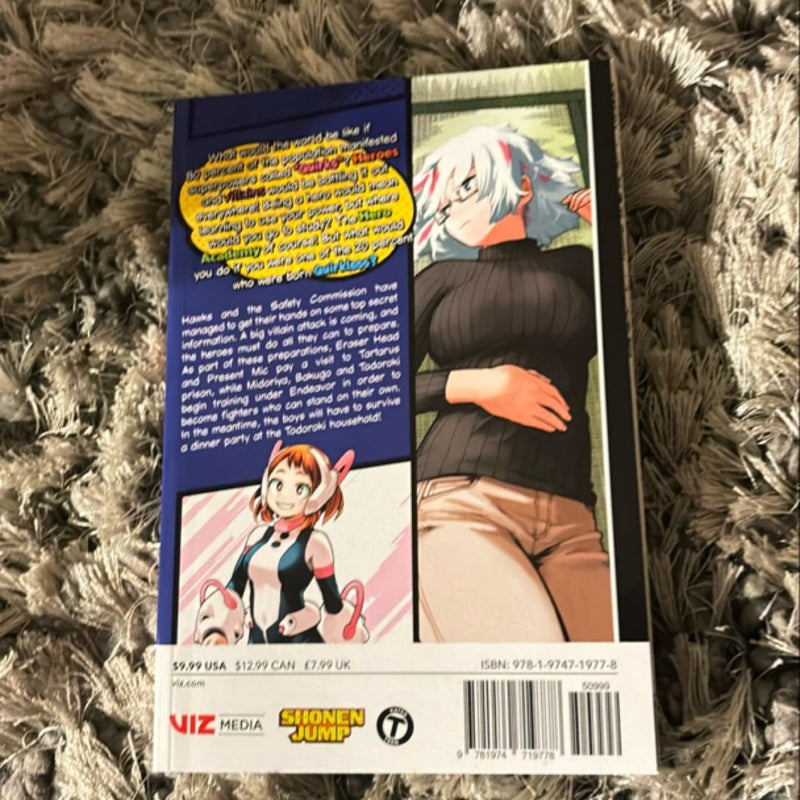 What would the world be like if
80 percent of the population manifested
superpowers called "Quirks"? Heroes
and villains would be battling it out
everywhere! Being a hero would mean
learning to use your power, but where
would you go to study? The Hero
Academy of course! But what would
you do if you were one of the 20 percent
who were born Quirkless?
Hawks and the Safety Commission have
managed to get their hands on some top secret
information. A big villain attack is coming, and
the heroes must do all they can to prepare.
As part of these preparations, Eraser Head
and Present Mic pay a visit to Tartarus
prison, while Midoriya, Bakugo and Todoroki
begin training under Endeavor in order to
become fighters who can stand on their own.
In the meantime, the boys will have to survive
a dinner party at the Todoroki household!
$9.99 USA $12.99 CAN £7.99 UK
viz.com
ISBN: 978-1-9747-1977-8
VIZ MEDIA
SHONEN
JUMP
RATED
T
TEEN
50999
9 781974 719778